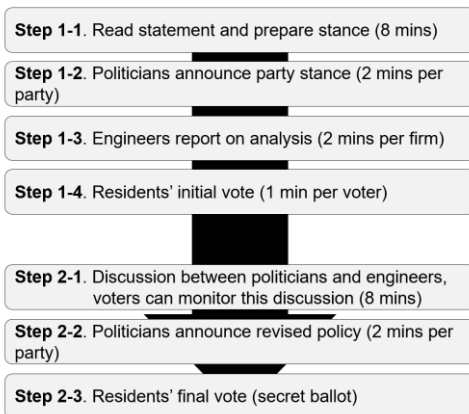 Step 1-1. Read statement and prepare stance (8 mins)
Step 1-2. Politicians announce party stance (2 mins per
party)
Step 1-3. Engineers report on analysis (2 mins per firm)
Step 1-4. Residents’ initial vote (1 min per voter)
Step 2-1. Discussion between politicians and engineers,
voters can monitor this discussion (8 mins)
Step 2-2. Politicians announce revised policy (2 mins per
party)
Step 2-3. Residents’ final vote (secret ballot)